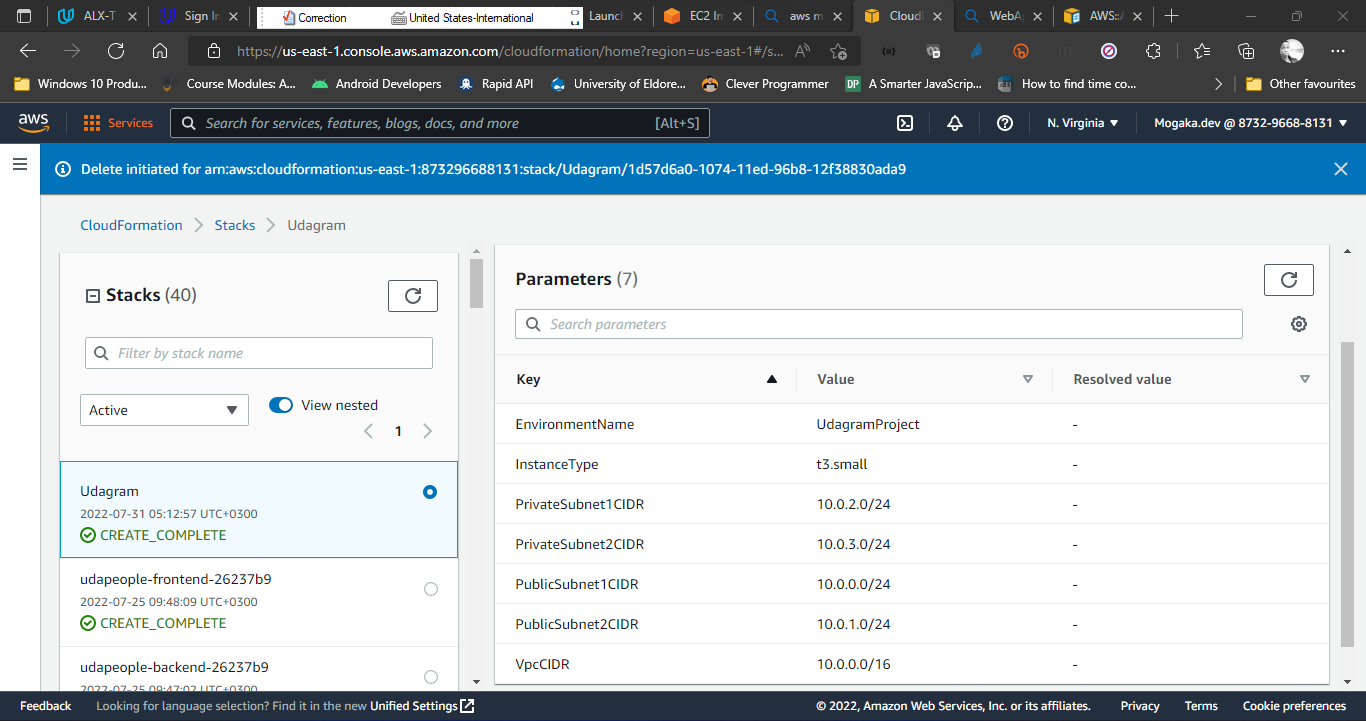 ALX-T
Sign In
Correction
United States-International
Launch
EC2 Im
aws m
Cloud
WebA
AWS::
https://us-east-1.console.aws.amazon.com/cloudformation/home?region=us-east-1#/s...
Windows 10 Produ...
Course Modules: A...
Android Developers
Rapid API
University of Eldore...
Clever Programmer
DP
A Smarter JavaScrip...
How to find time co...
Other favourites
aws
Services
Search for services, features, blogs, docs, and more
[Alt+S]
N. Virginia
Mogaka.dev @ 8732-9668-8131
Delete initiated for arn:aws:cloudformation:us-east-1:873296688131:stack/Udagram/1d57d6a0-1074-11ed-96b8-12f38830ada9
CloudFormation
Stacks
Udagram
Stacks (40)
Filter by stack name
Active
View nested
1
Udagram
2022-07-31 05:12:57 UTC+0300
CREATE_COMPLETE
udapeople-frontend-26237b9
2022-07-25 09:48:09 UTC+0300
CREATE_COMPLETE
udapeople-backend-26237b9
2022-07-25 09:47:02 UTC+0300
Parameters (7)
Search parameters
Key Value Resolved value
EnvironmentName UdagramProject -
InstanceType t3.small -
PrivateSubnet1CIDR 10.0.2.0/24 -
PrivateSubnet2CIDR 10.0.3.0/24 -
PublicSubnet1CIDR 10.0.0.0/24 -
PublicSubnet2CIDR 10.0.1.0/24 -
VpcCIDR 10.0.0.0/16 -
Feedback
Looking for language selection? Find it in the new Unified Settings
© 2022, Amazon Web Services, Inc. or its affiliates.
Privacy
Terms
Cookie preferences